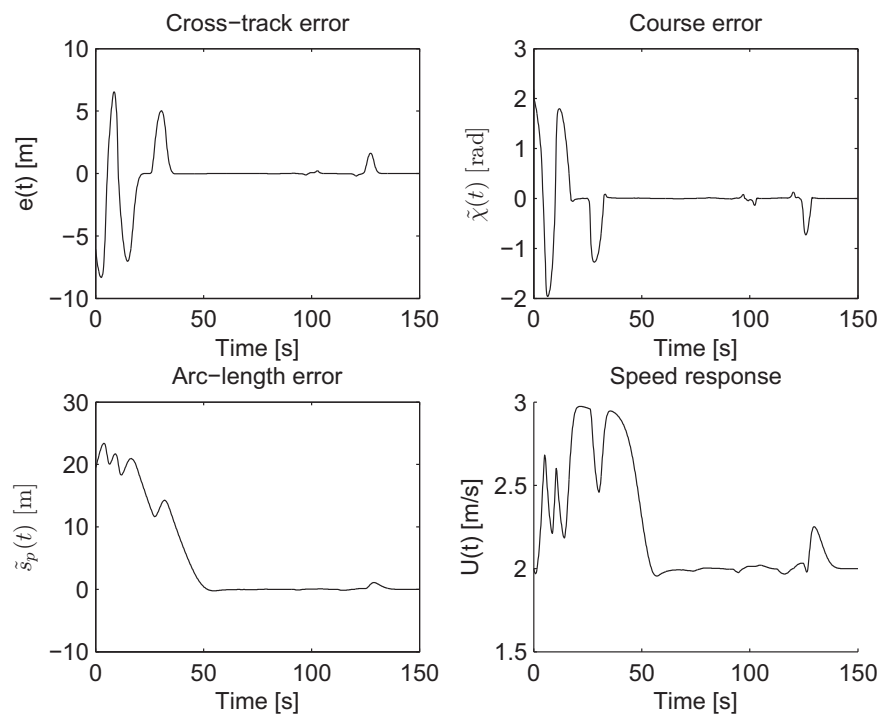 Cross−track error
e(t) [m]
10
5
0
−5
−10
0 50 100 150
Time [s]
Course error
χ̃(t) [rad]
3
2
1
0
−1
−2
0 50 100 150
Time [s]
Arc−length error
s̃ₚ(t) [m]
30
20
10
0
−10
0 50 100 150
Time [s]
Speed response
U(t) [m/s]
3
2.5
2
1.5
0 50 100 150
Time [s]